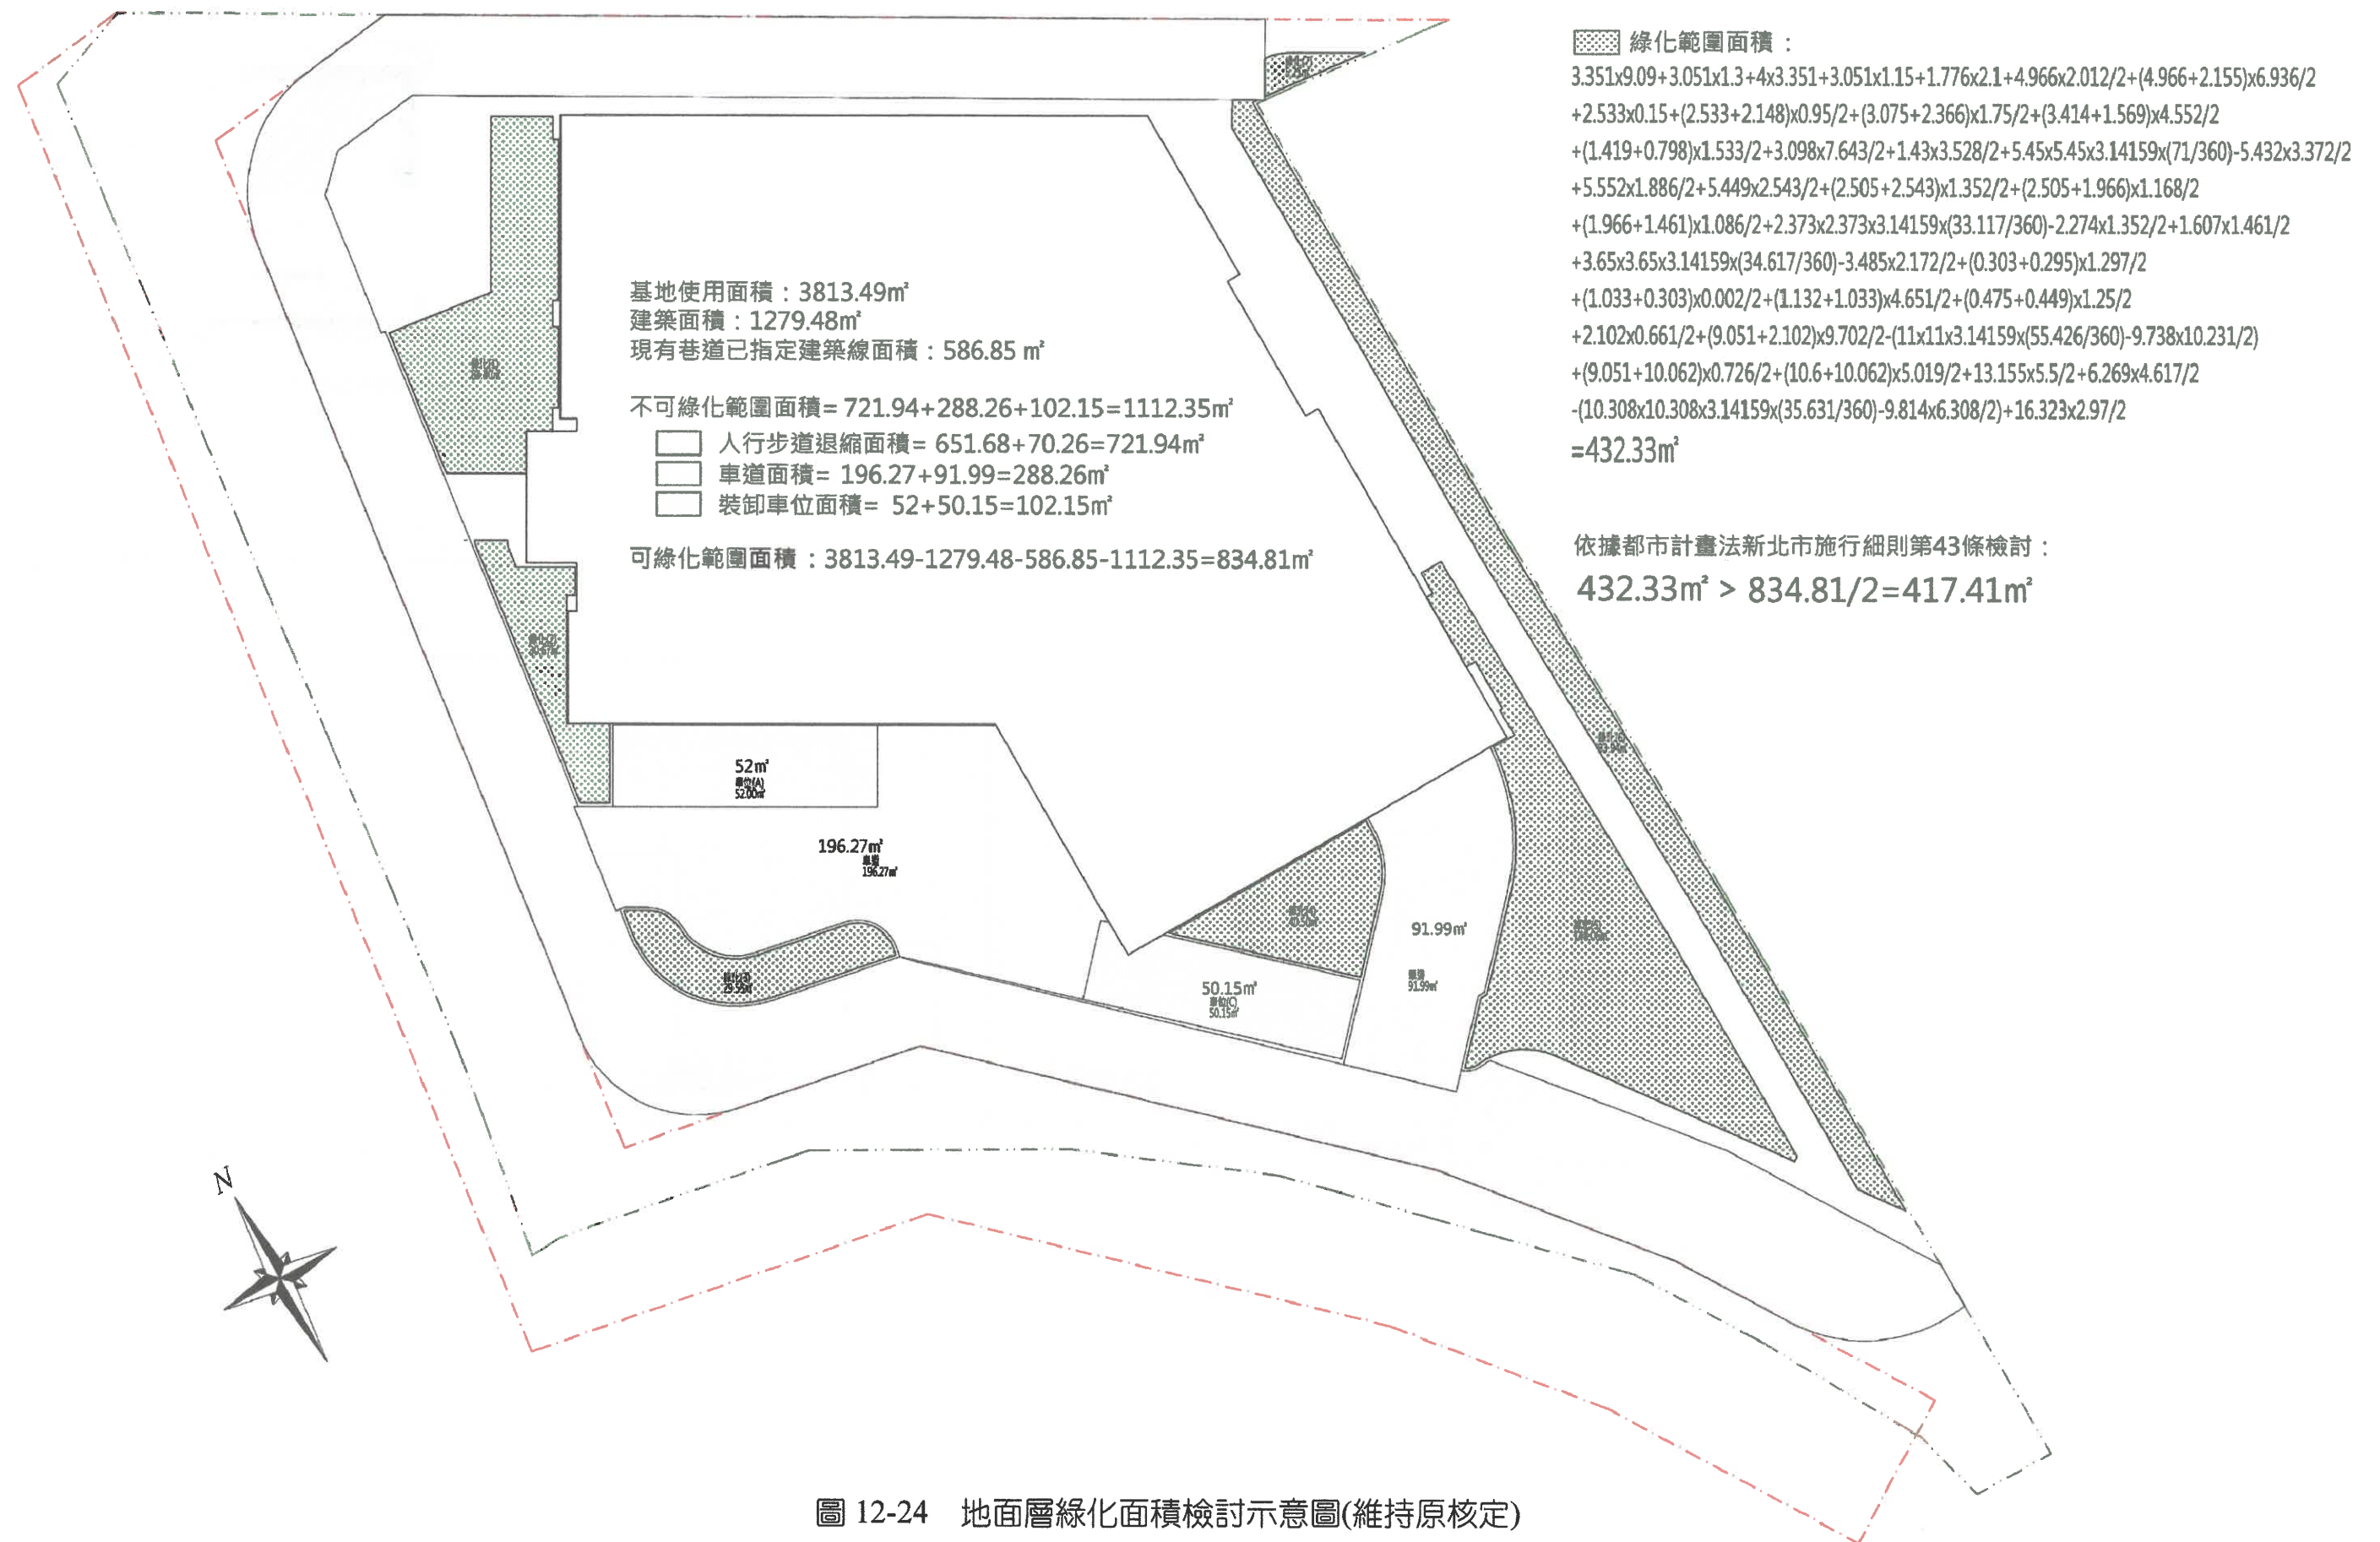 綠化範圍面積：
3.351x9.09+3.051x1.3+4x3.351+3.051x1.15+1.776x2.1+4.966x2.012/2+(4.966+2.155)x6.936/2
+2.533x0.15+(2.533+2.148)x0.95/2+(3.075+2.366)x1.75/2+(3.414+1.569)x4.552/2
+(1.419+0.798)x1.533/2+3.098x7.643/2+1.43x3.528/2+5.45x5.45x3.14159x(71/360)-5.432x3.372/2
+5.552x1.886/2+5.449x2.543/2+(2.505+2.543)x1.352/2+(2.505+1.966)x1.168/2
+(1.966+1.461)x1.086/2+2.373x2.373x3.14159x(33.117/360)-2.274x1.352/2+1.607x1.461/2
+3.65x3.65x3.14159x(34.617/360)-3.485x2.172/2+(0.303+0.295)x1.297/2
+(1.033+0.303)x0.002/2+(1.132+1.033)x4.651/2+(0.475+0.449)x1.25/2
+2.102x0.661/2+(9.051+2.102)x9.702/2-(11x11x3.14159x(55.426/360)-9.738x10.231/2)
+(9.051+10.062)x0.726/2+(10.6+10.062)x5.019/2+13.155x5.5/2+6.269x4.617/2
-(10.308x10.308x3.14159x(35.631/360)-9.814x6.308/2)+16.323x2.97/2
=432.33㎡
依據都市計畫法新北市施行細則第43條檢討：
432.33㎡ > 834.81/2=417.41㎡
基地使用面積：3813.49㎡
建築面積：1279.48㎡
現有巷道已指定建築線面積：586.85 ㎡
不可綠化範圍面積= 721.94+288.26+102.15=1112.35㎡
人行步道退縮面積= 651.68+70.26=721.94㎡
車道面積= 196.27+91.99=288.26㎡
裝卸車位面積= 52+50.15=102.15㎡
可綠化範圍面積：3813.49-1279.48-586.85-1112.35=834.81㎡
52㎡
車位(A)
52.00㎡
196.27㎡
車道
196.27㎡
91.99㎡
車道
91.99㎡
50.15㎡
車位(C)
50.15㎡
N
圖 12-24 地面層綠化面積檢討示意圖(維持原核定)